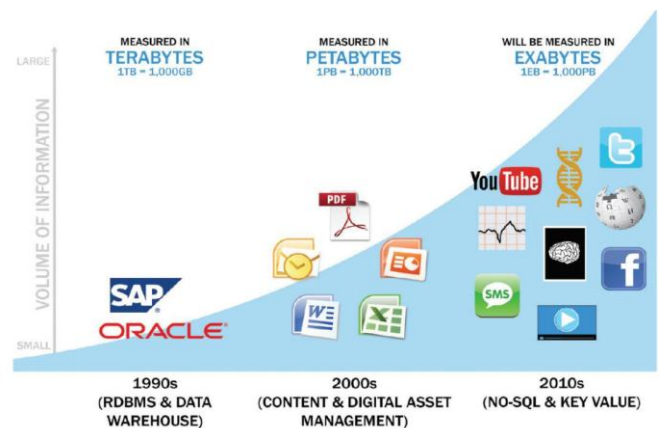 MEASURED IN
TERABYTES
1TB = 1,000GB
MEASURED IN
PETABYTES
1PB = 1,000TB
WILL BE MEASURED IN
EXABYTES
1EB = 1,000PB
LARGE
VOLUME OF INFORMATION
SMALL
SAP
ORACLE
PDF
W
X
You Tube
SMS
t
f
1990s
(RDBMS & DATA
WAREHOUSE)
2000s
(CONTENT & DIGITAL ASSET
MANAGEMENT)
2010s
(NO-SQL & KEY VALUE)